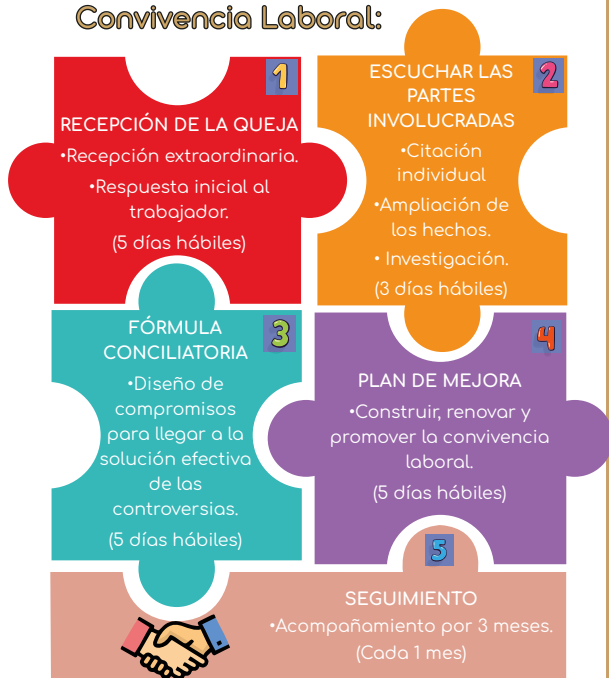 Convivencia Laboral:
1
RECEPCIÓN DE LA QUEJA
•Recepción extraordinaria.
•Respuesta inicial al
trabajador.
(5 días hábiles)
2
ESCUCHAR LAS
PARTES
INVOLUCRADAS
•Citación
individual
•Ampliación de
los hechos.
• Investigación.
(3 días hábiles)
3
FÓRMULA
CONCILIATORIA
•Diseño de
compromisos
para llegar a la
solución efectiva
de las
controversias.
(5 días hábiles)
4
PLAN DE MEJORA
•Construir, renovar y
promover la convivencia
laboral.
(5 días hábiles)
5
SEGUIMIENTO
•Acompañamiento por 3 meses.
(Cada 1 mes)